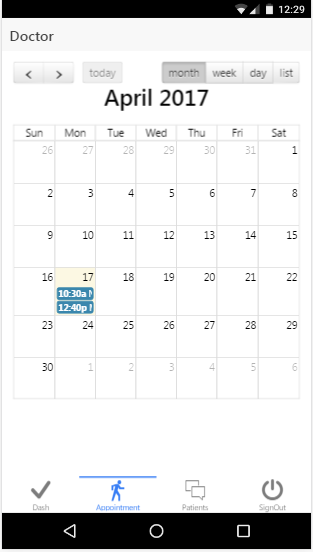 12:29
Doctor
today month week day list
April 2017
Sun Mon Tue Wed Thu Fri Sat
26 27 28 29 30 31 1
2 3 4 5 6 7 8
9 10 11 12 13 14 15
16 17 18 19 20 21 22
10:30a
12:40p
23 24 25 26 27 28 29
30 1 2 3 4 5 6
Dash Appointment Patients SignOut